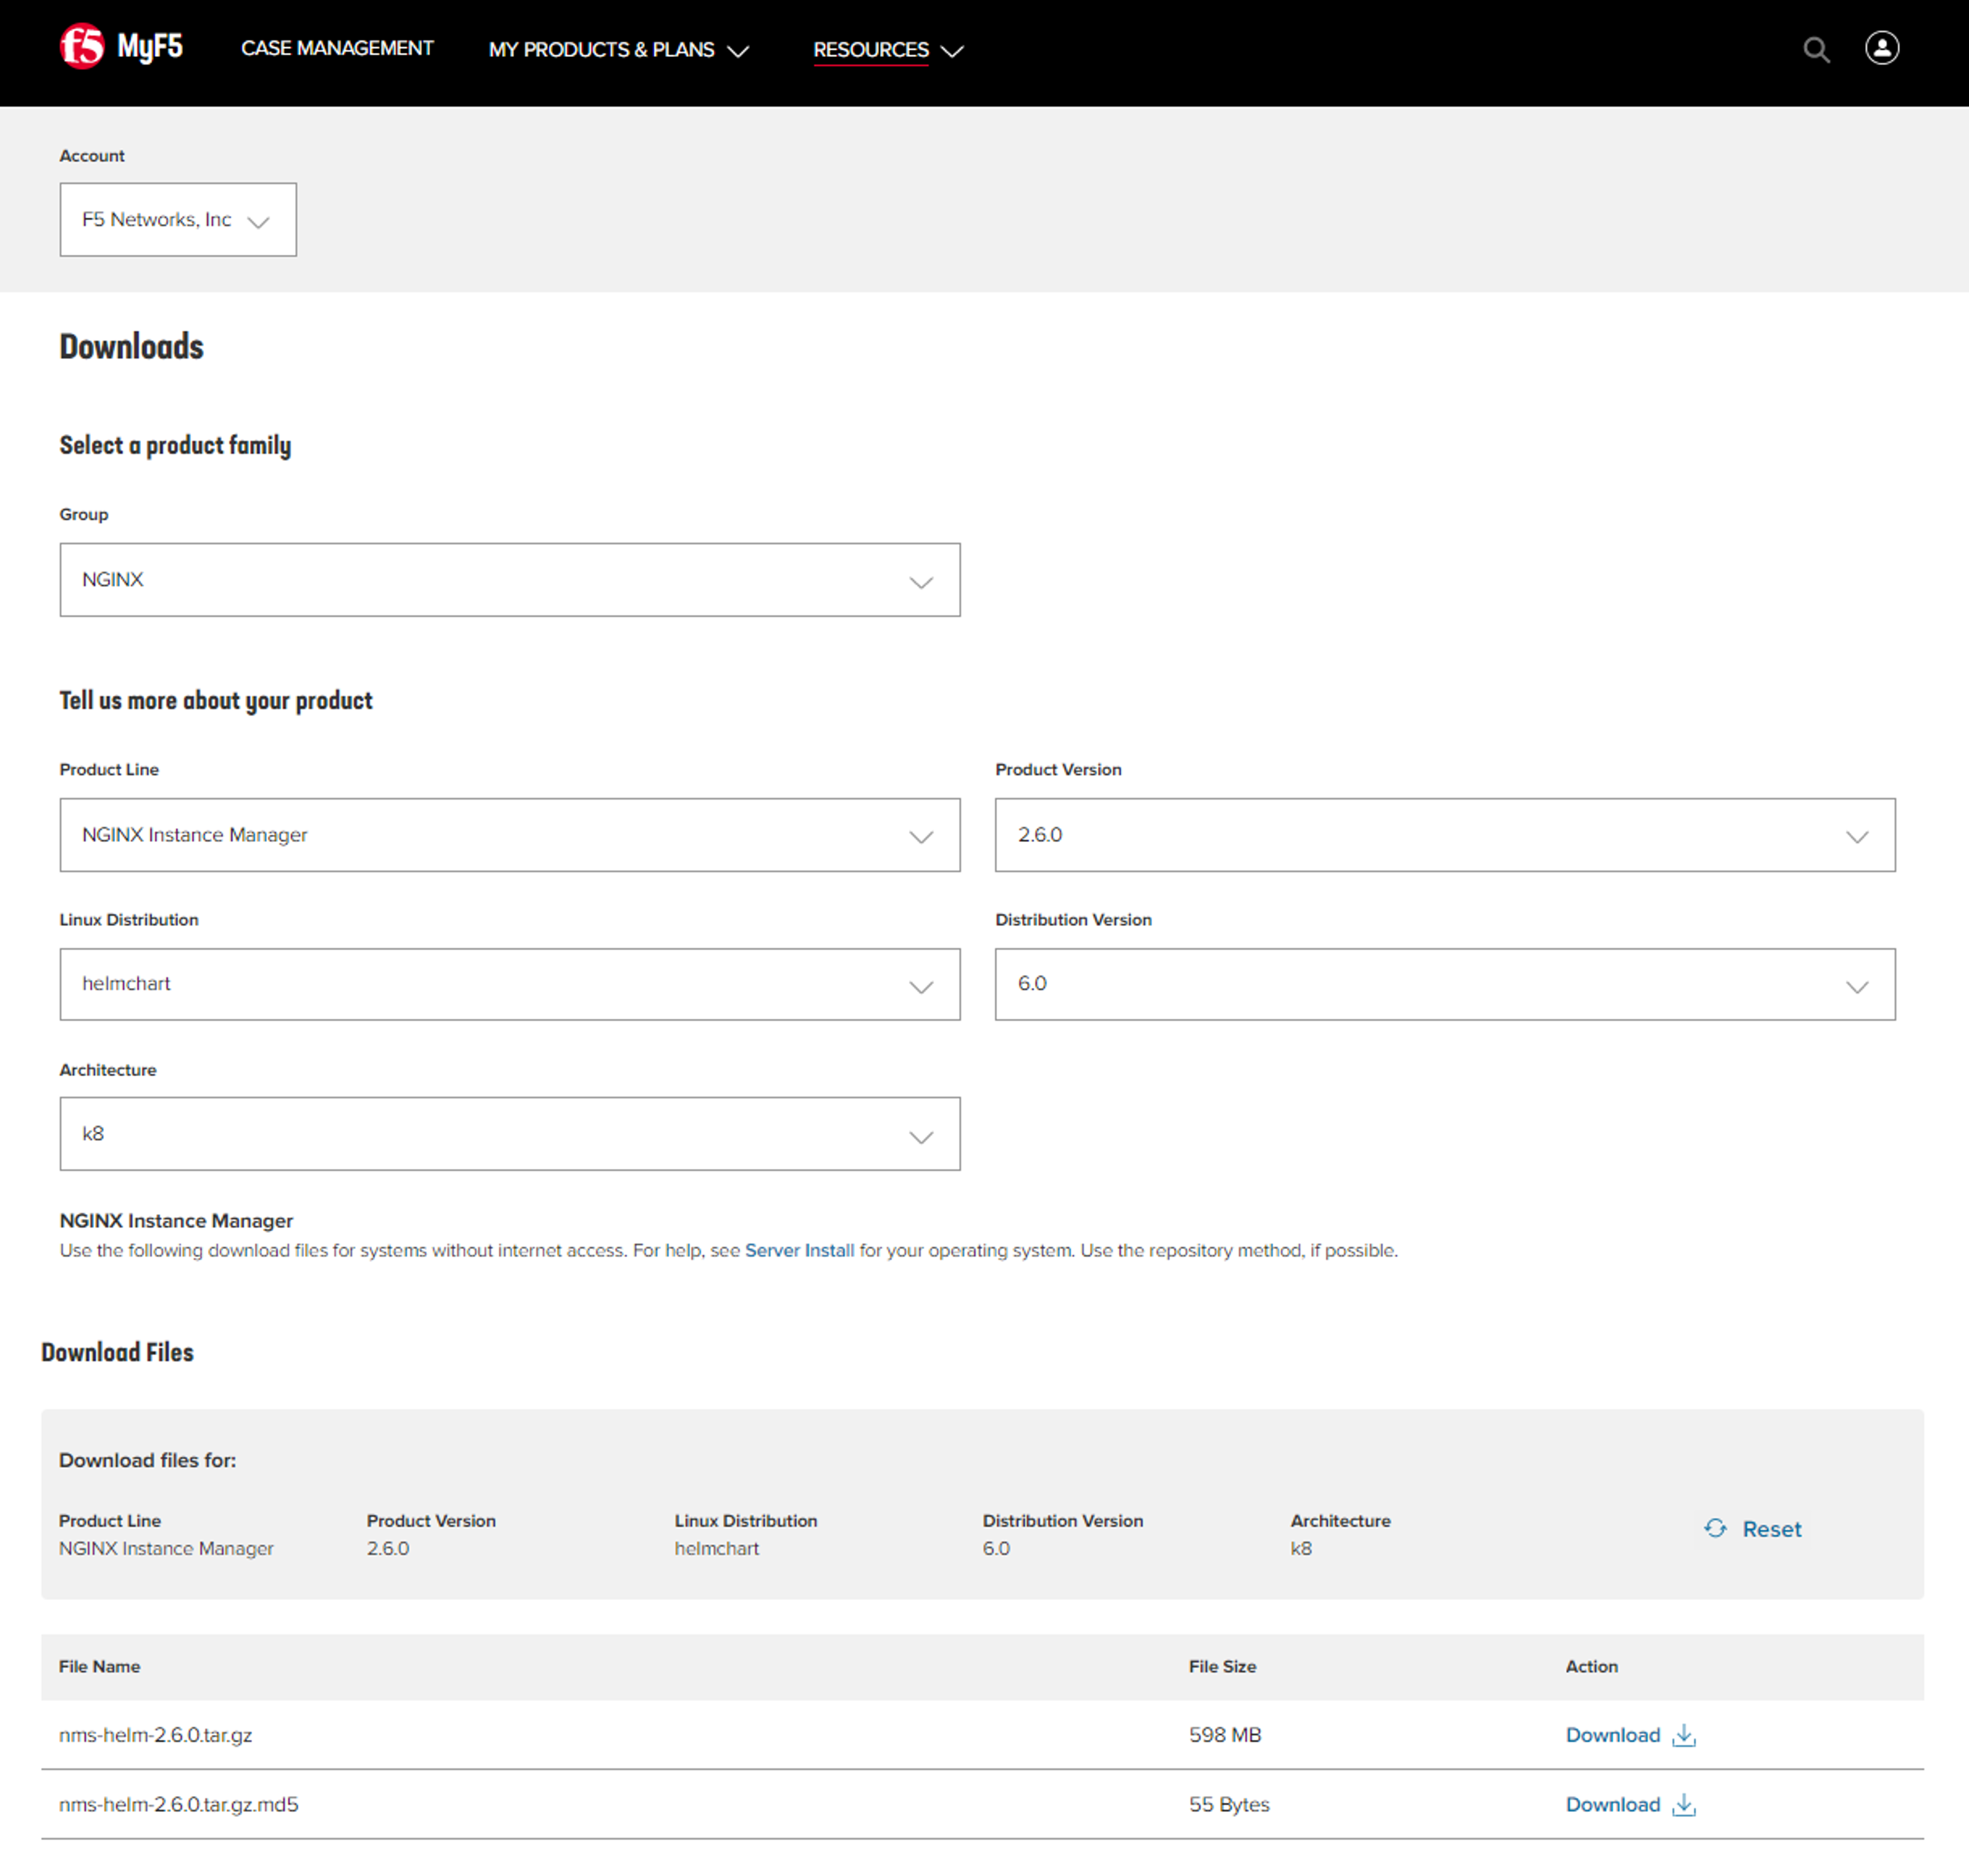 f5 MyF5 CASE MANAGEMENT MY PRODUCTS & PLANS RESOURCES
Account
F5 Networks, Inc
Downloads
Select a product family
Group
NGINX
Tell us more about your product
Product Line Product Version
NGINX Instance Manager 2.6.0
Linux Distribution Distribution Version
helmchart 6.0
Architecture
k8
NGINX Instance Manager
Use the following download files for systems without internet access. For help, see Server Install for your operating system. Use the repository method, if possible.
Download Files
Download files for:
Product Line Product Version Linux Distribution Distribution Version Architecture
NGINX Instance Manager 2.6.0 helmchart 6.0 k8 Reset
File Name File Size Action
nms-helm-2.6.0.tar.gz 598 MB Download
nms-helm-2.6.0.tar.gz.md5 55 Bytes Download